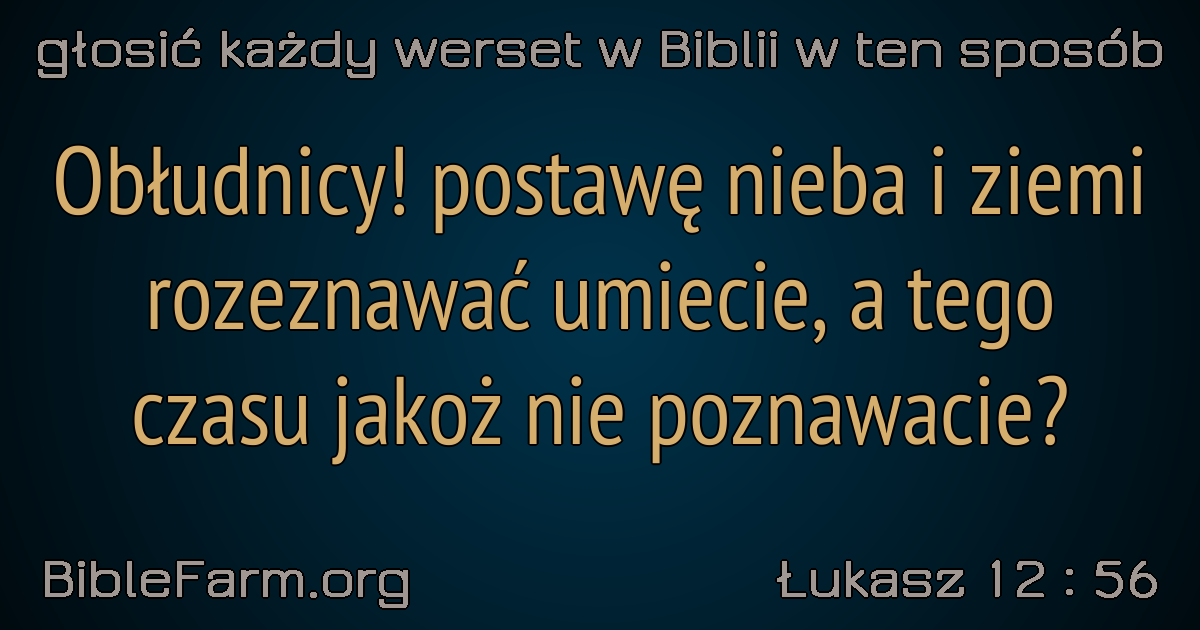 głosić każdy werset w Biblii w ten sposób
Obłudnicy! postawę nieba i ziemi
rozeznawać umiecie, a tego
czasu jakoż nie poznawacie?
BibleFarm.org
Łukasz 12 : 56